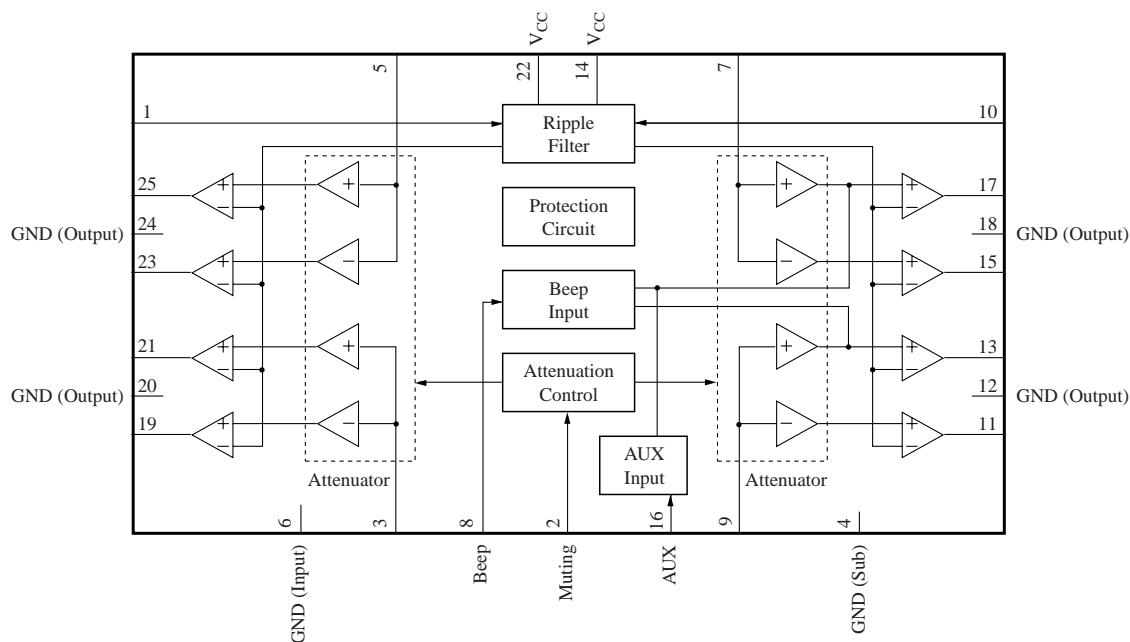 VCC
VCC
5
22
14
7
1
10
Ripple
Filter
25
+
−
+
+
+
−
17
24
GND (Output)
Protection
Circuit
18
GND (Output)
23
+
−
−
−
+
−
15
Beep
Input
21
+
−
+
+
+
−
13
20
GND (Output)
Attenuation
Control
12
GND (Output)
19
+
−
−
−
+
−
11
AUX
Input
Attenuator
Attenuator
6
3
8
2
16
9
4
GND (Input)
Beep
Muting
AUX
GND (Sub)